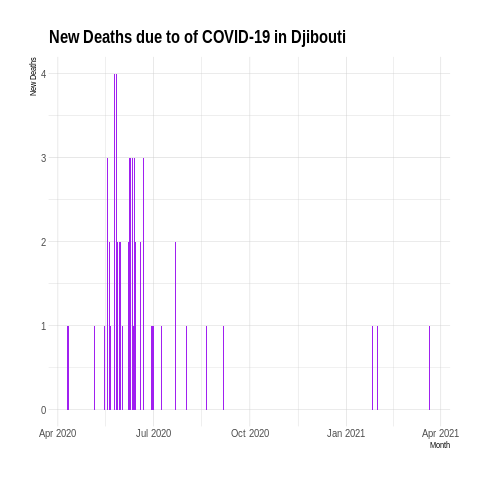 New Deaths due to of COVID-19 in Djibouti
New Deaths
4
3
2
1
0
Apr 2020
Jul 2020
Oct 2020
Jan 2021
Apr 2021
Month